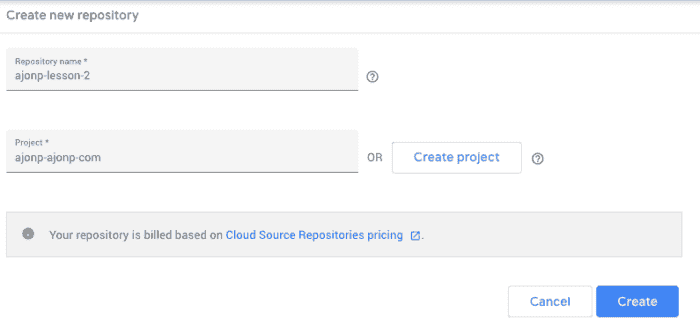 Create new repository
Repository name *
ajonp-lesson-2
Project *
ajonp-ajonp-com
OR
Create project
Your repository is billed based on Cloud Source Repositories pricing.
Cancel
Create